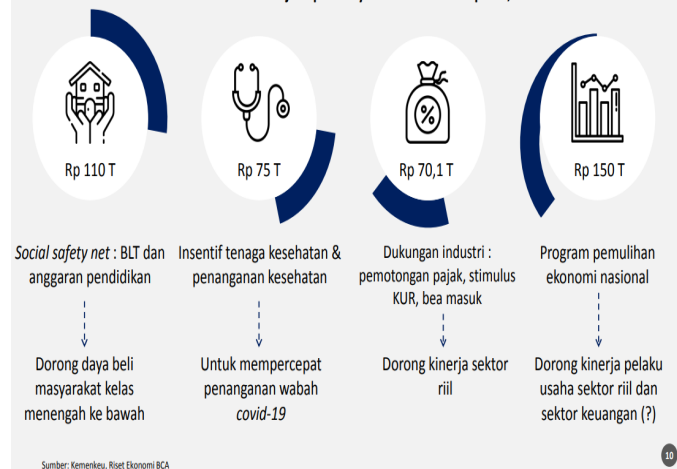 Rp 110 T
Rp 75 T
Rp 70,1 T
Rp 150 T
Social safety net : BLT dan
anggaran pendidikan
Insentif tenaga kesehatan &
penanganan kesehatan
Dukungan industri :
pemotongan pajak, stimulus
KUR, bea masuk
Program pemulihan
ekonomi nasional
Dorong daya beli
masyarakat kelas
menengah ke bawah
Untuk mempercepat
penanganan wabah
covid-19
Dorong kinerja sektor
riil
Dorong kinerja pelaku
usaha sektor riil dan
sektor keuangan (?)
Sumber: Kemenkeu, Riset Ekonomi BCA
10